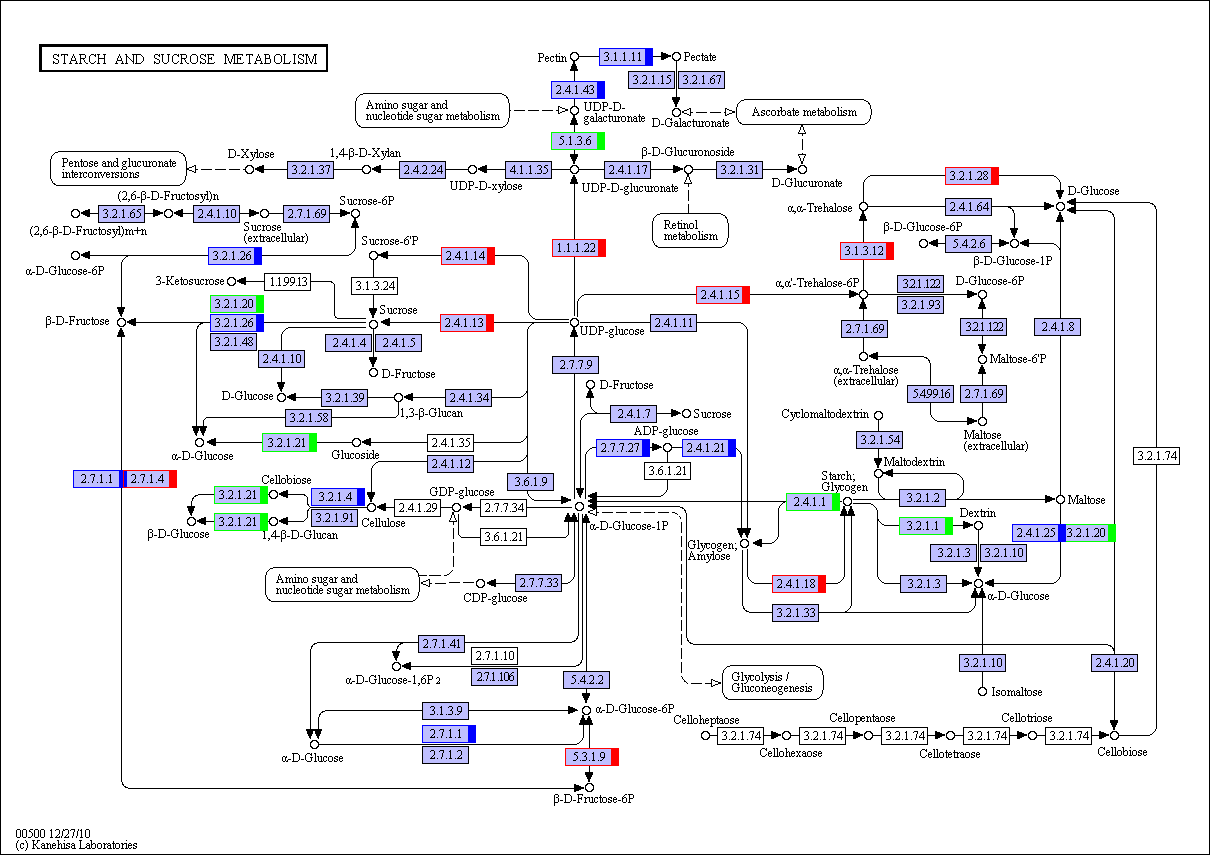 STARCH AND SUCROSE METABOLISM
Pectin
3.1.1.11
Pectate
3.2.1.15
3.2.1.67
2.4.1.43
Amino sugar and
nucleotide sugar metabolism
UDP-D-
galacturonate
D-Galacturonate
Ascorbate metabolism
5.1.3.6
Pentose and glucuronate
interconversions
D-Xylose
3.2.1.37
1,4-β-D-Xylan
2.4.2.24
UDP-D-xylose
4.1.1.35
UDP-D-glucuronate
2.4.1.17
β-D-Glucuronoside
3.2.1.31
D-Glucuronate
Retinol
metabolism
3.2.1.28
D-Glucose
α,α-Trehalose
2.4.1.64
β-D-Glucose-6P
5.4.2.6
β-D-Glucose-1P
(2,6-β-D-Fructosyl)n
3.2.1.65
2.4.1.10
2.7.1.69
Sucrose-6P
(2,6-β-D-Fructosyl)m+n
Sucrose
(extracellular)
α-D-Glucose-6P
3.2.1.26
Sucrose-6'P
2.4.1.14
1.1.1.22
3.1.3.12
3-Ketosucrose
1.1.99.13
3.1.3.24
α,α'-Trehalose-6P
3.2.1.122
3.2.1.93
D-Glucose-6P
2.4.1.15
3.2.1.20
3.2.1.26
3.2.1.48
β-D-Fructose
Sucrose
2.4.1.13
UDP-glucose
2.4.1.11
2.7.1.69
3.2.1.122
2.4.1.8
2.4.1.4
2.4.1.5
2.4.1.10
D-Fructose
2.7.7.9
α,α-Trehalose
(extracellular)
Maltose-6'P
D-Glucose
3.2.1.39
1,3-β-Glucan
2.4.1.34
D-Fructose
5.4.99.16
2.7.1.69
3.2.1.58
2.4.1.7
Sucrose
Cyclomaltodextrin
Maltose
(extracellular)
α-D-Glucose
3.2.1.21
Glucoside
2.4.1.35
ADP-glucose
2.7.7.27
2.4.1.21
3.2.1.54
3.2.1.74
2.4.1.12
3.6.1.21
Maltodextrin
2.7.1.1
2.7.1.4
Cellobiose
3.6.1.9
Starch;
Glycogen
3.2.1.21
3.2.1.4
GDP-glucose
3.2.1.2
Maltose
2.4.1.1
3.2.1.91
Cellulose
2.4.1.29
2.7.7.34
α-D-Glucose-1P
3.2.1.21
β-D-Glucose
1,4-β-D-Glucan
3.6.1.21
Glycogen;
Amylose
3.2.1.1
Dextrin
2.4.1.25
3.2.1.20
3.2.1.3
3.2.1.10
Amino sugar and
nucleotide sugar metabolism
2.7.7.33
CDP-glucose
2.4.1.18
3.2.1.3
α-D-Glucose
3.2.1.33
2.7.1.41
2.7.1.10
2.7.1.106
α-D-Glucose-1,6P2
5.4.2.2
Glycolysis /
Gluconeogenesis
3.2.1.10
2.4.1.20
Isomaltose
3.1.3.9
α-D-Glucose-6P
2.7.1.1
2.7.1.2
α-D-Glucose
5.3.1.9
β-D-Fructose-6P
Celloheptaose
Cellopentaose
Cellotriose
3.2.1.74
3.2.1.74
3.2.1.74
3.2.1.74
3.2.1.74
Cellohexaose
Cellotetraose
Cellobiose
00500 12/27/10
(c) Kanehisa Laboratories